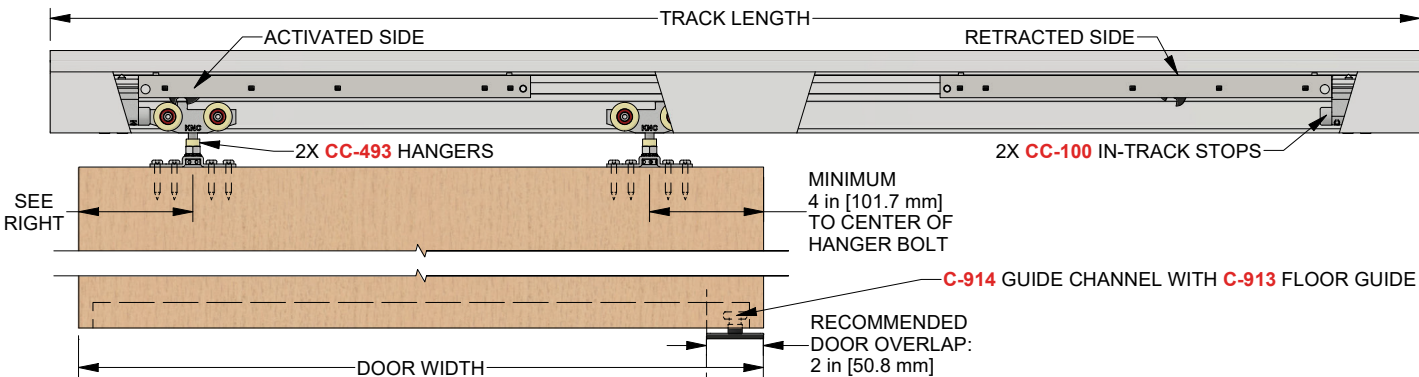 TRACK LENGTH
ACTIVATED SIDE
RETRACTED SIDE
KNC
KNC
2X CC-493 HANGERS
2X CC-100 IN-TRACK STOPS
SEE
RIGHT
MINIMUM
4 in [101.7 mm]
TO CENTER OF
HANGER BOLT
C-914 GUIDE CHANNEL WITH C-913 FLOOR GUIDE
RECOMMENDED
DOOR OVERLAP:
2 in [50.8 mm]
DOOR WIDTH